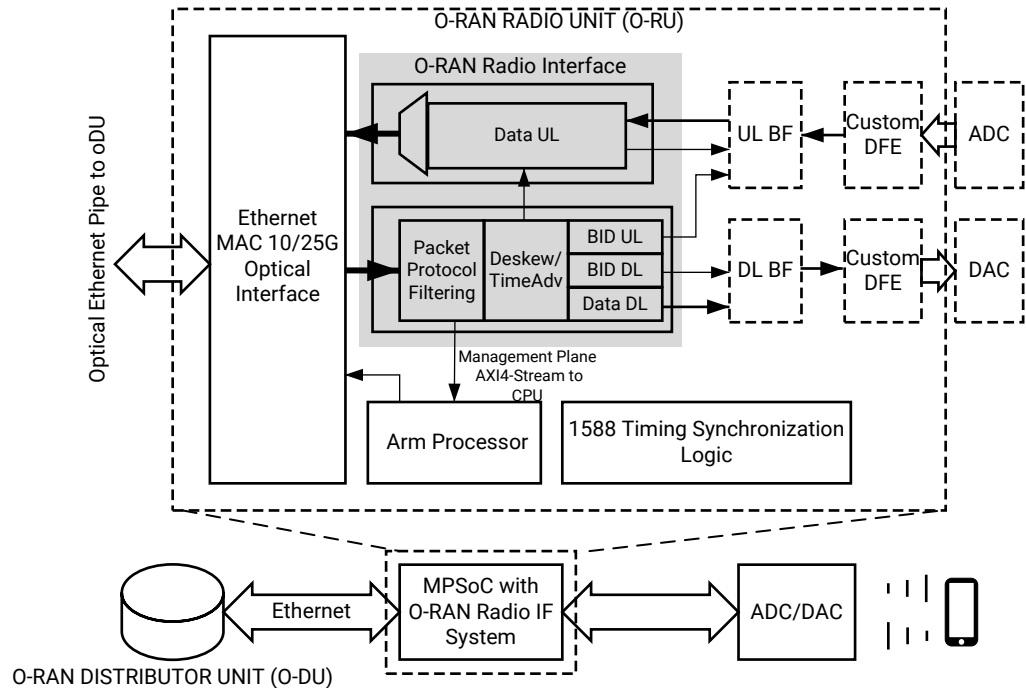 O-RAN RADIO UNIT (O-RU)
O-RAN Radio Interface
Optical Ethernet Pipe to oDU
Ethernet
MAC 10/25G
Optical
Interface
Data UL
UL BF
Custom
DFE
ADC
Packet
Protocol
Filtering
Deskew/
TimeAdv
BID UL
BID DL
Data DL
DL BF
Custom
DFE
DAC
Management Plane
AXI4-Stream to
CPU
Arm Processor
1588 Timing Synchronization
Logic
Ethernet
MPSoC with
O-RAN Radio IF
System
ADC/DAC
O-RAN DISTRIBUTOR UNIT (O-DU)